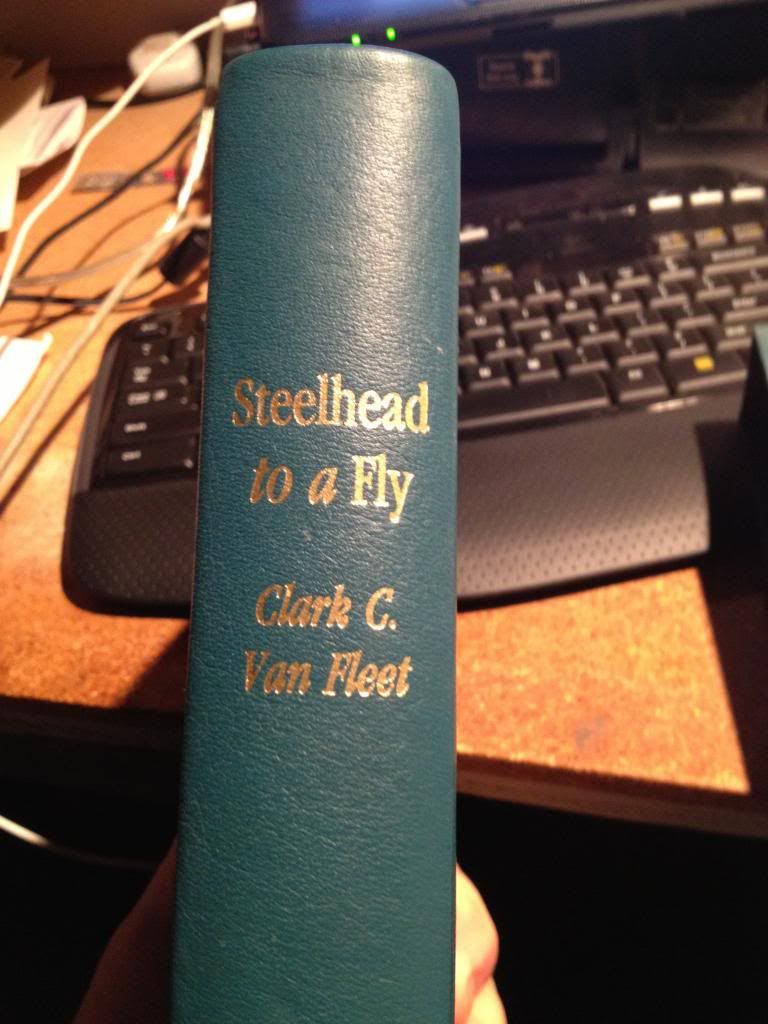 Steelhead
to a Fly
Clark C.
Van Fleet